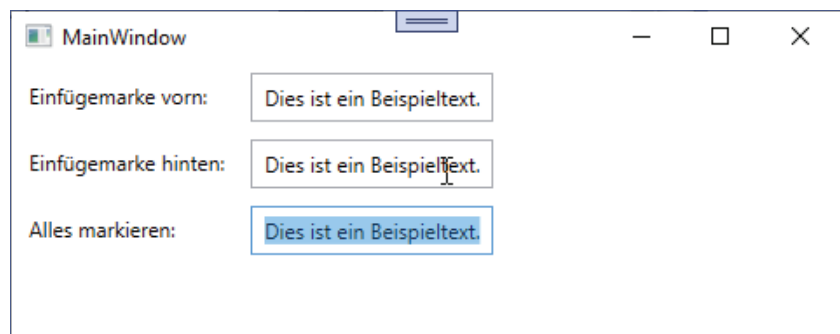 MainWindow
Einfügemarke vorn: Dies ist ein Beispieltext.
Einfügemarke hinten: Dies ist ein Beispieltext.
Alles markieren: Dies ist ein Beispieltext.